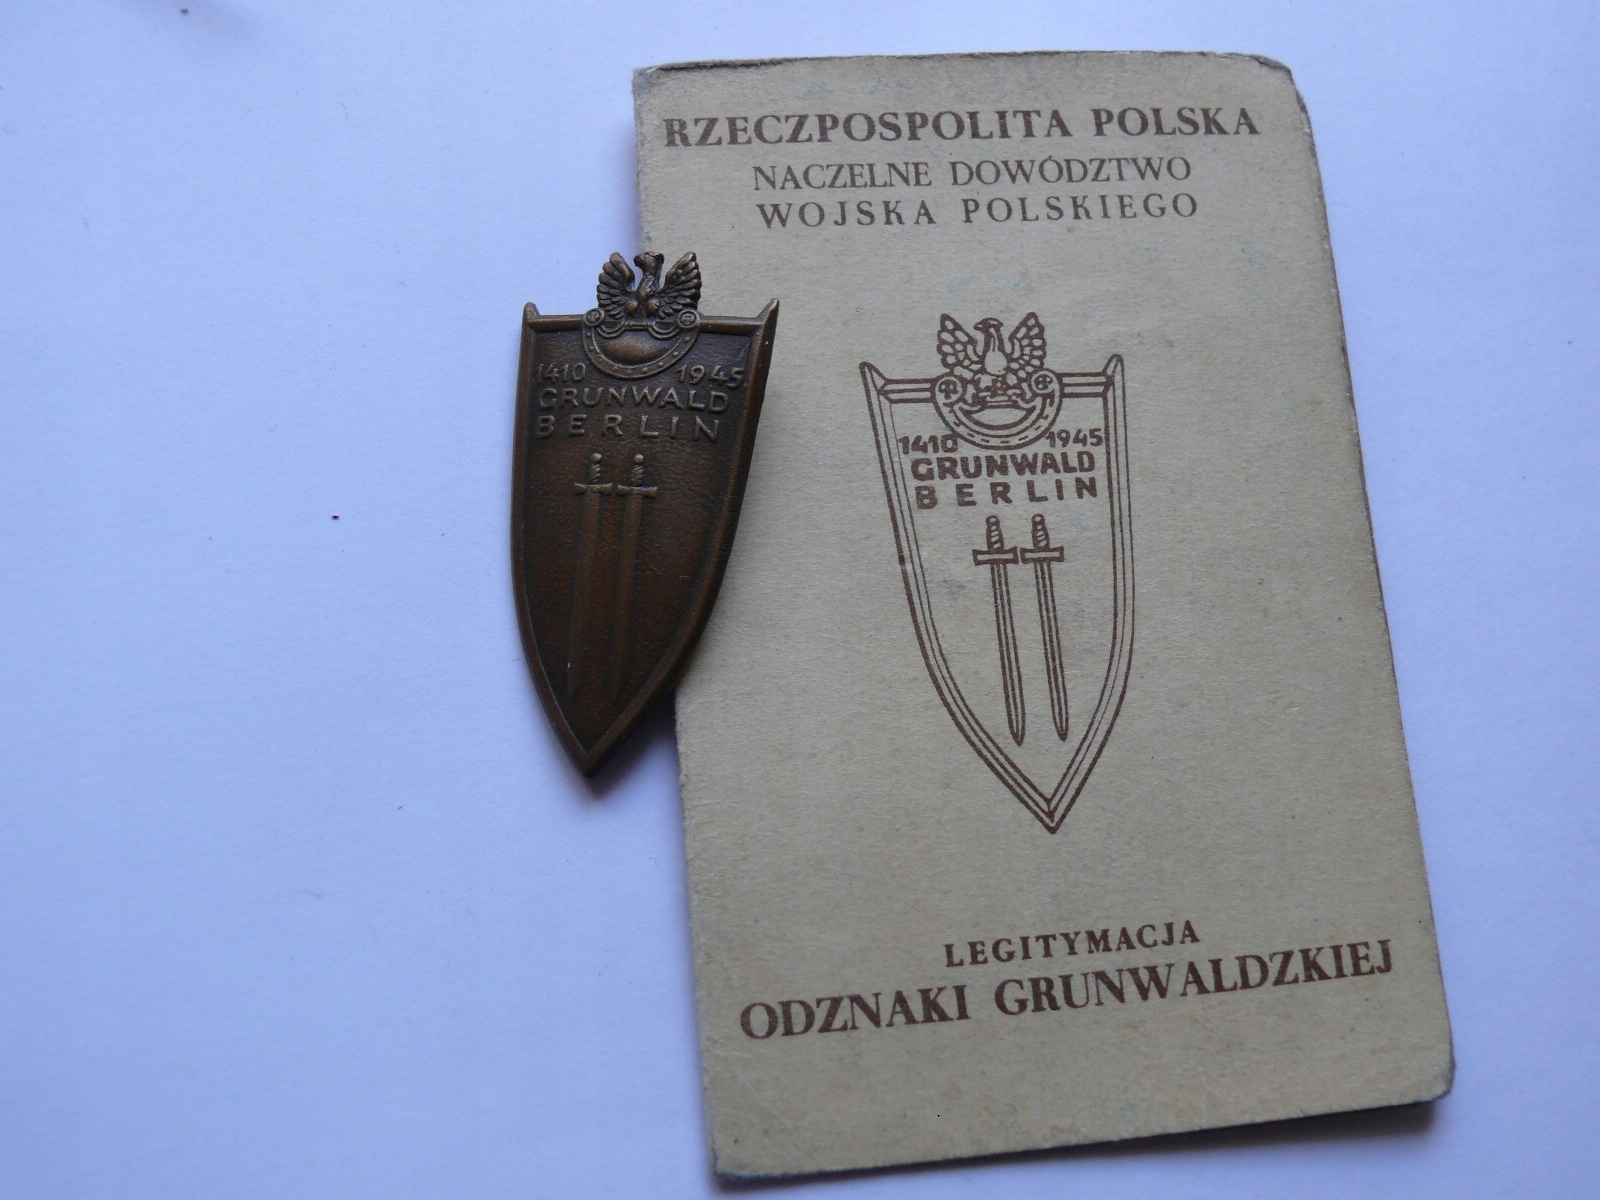 RZECZPOSPOLITA POLSKA
NACZELNE DOWÓDZTWO
WOJSKA POLSKIEGO
1410 1945
GRUNWALD
BERLIN
1410 1945
GRUNWALD
BERLIN
LEGITYMACJA
ODZNAKI GRUNWALDZKIEJ